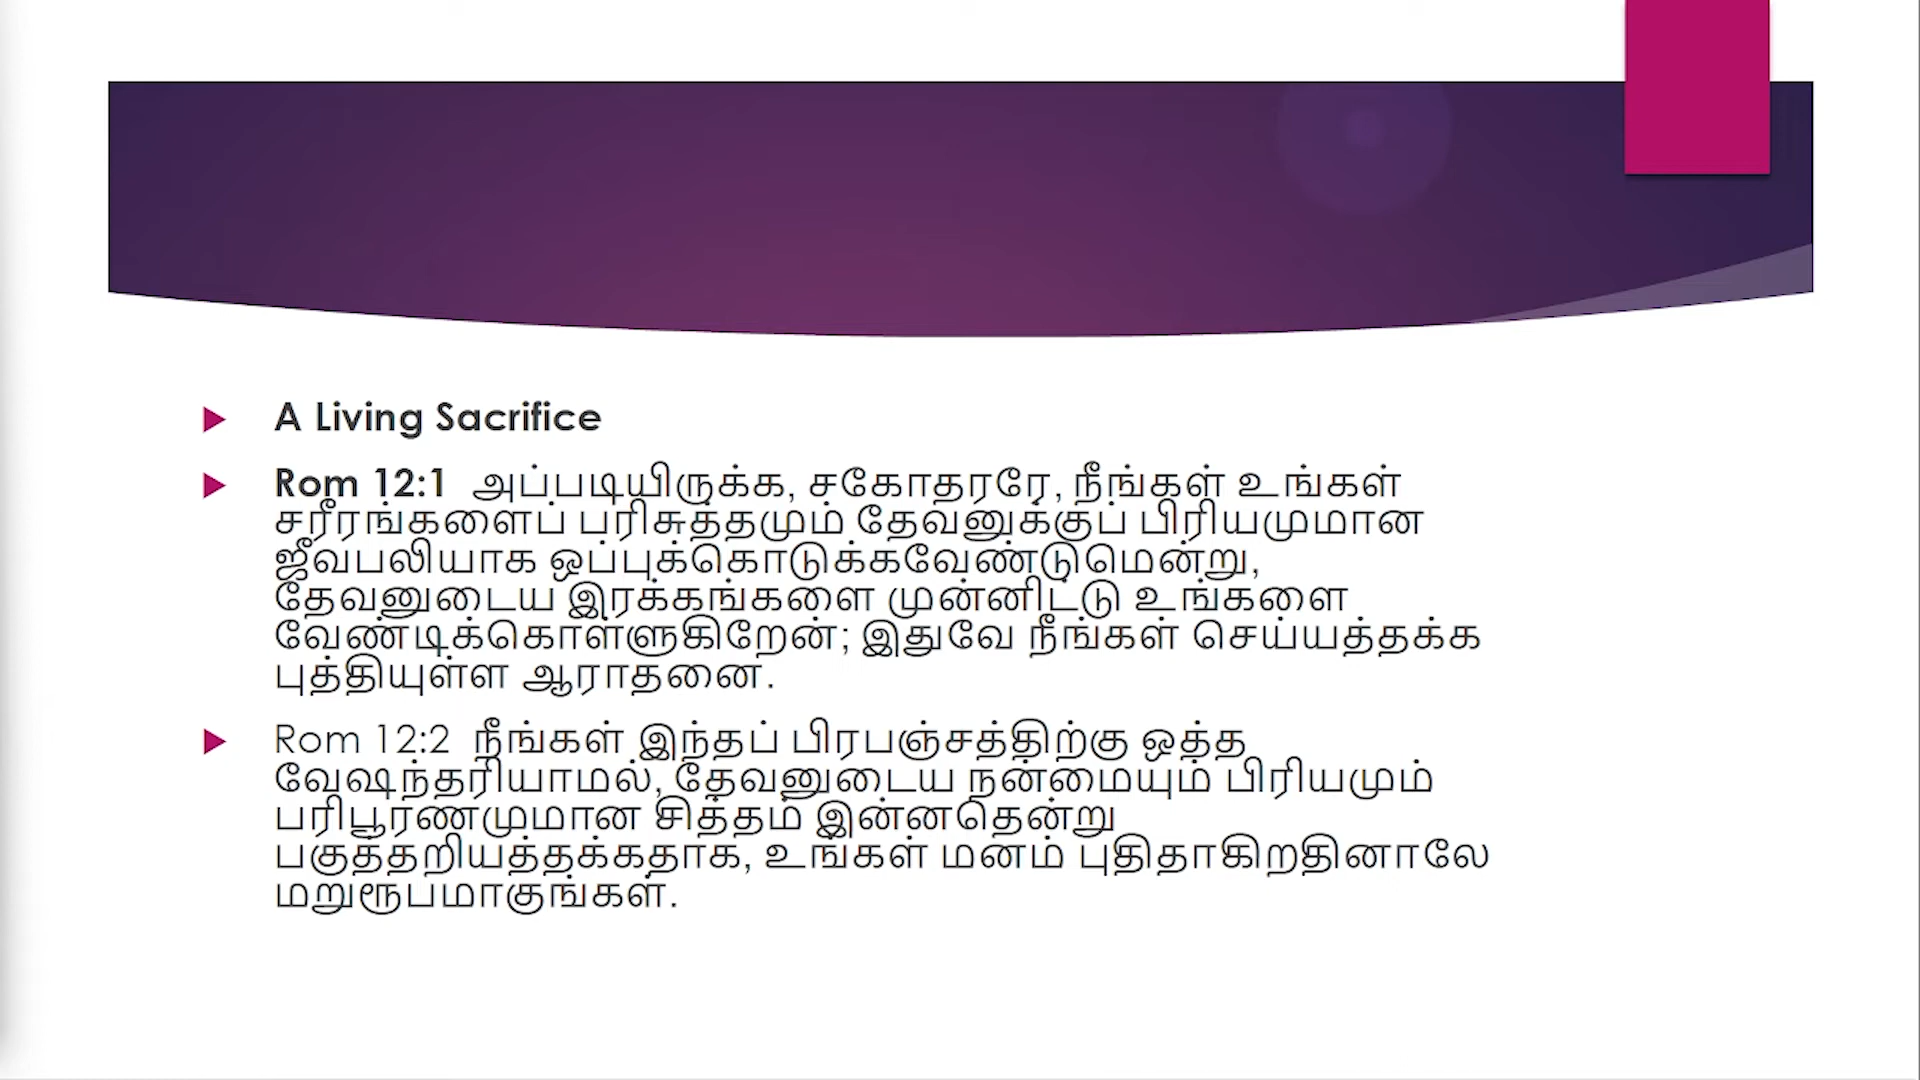 A Living Sacrifice
Rom 12:1 அப்படியிருக்க, சகோதரரே, நீங்கள் உங்கள்
சரீரங்களைப் பரிசுத்தமும் தேவனுக்குப் பிரியமுமான
ஜீவபலியாக ஒப்புக்கொடுக்கவேண்டுமென்று,
தேவனுடைய இரக்கங்களை முன்னிட்டு உங்களை
வேண்டிக்கொள்ளுகிறேன்; இதுவே நீங்கள் செய்யத்தக்க
புத்தியுள்ள ஆராதனை.
Rom 12:2 நீங்கள் இந்தப் பிரபஞ்சத்திற்கு ஒத்த
வேஷந்தரியாமல், தேவனுடைய நன்மையும் பிரியமும்
பரிபூரணமுமான சித்தம் இன்னதென்று
பகுத்தறியத்தக்கதாக, உங்கள் மனம் புதிதாகிறதினாலே
மறுரூபமாகுங்கள்.